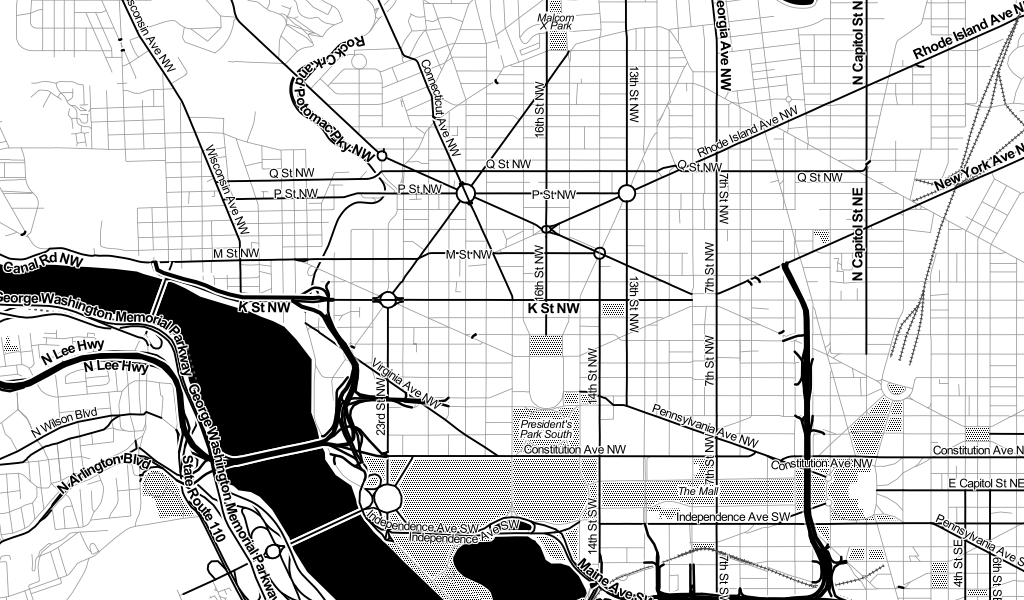 Malcom
X Park
Wisconsin Ave NW
Rock Crk and Potomac Pky NW
Connecticut Ave NW
16th St NW
13th St NW
Georgia Ave NW
N Capitol St N
Rhode Island Ave N
Rhode Island Ave NW
New York Ave N
Wisconsin Ave NW
Q St NW
Q St NW
Q St NW
Q St NW
P St NW
P St NW
P St NW
7th St NW
N Capitol St NE
M St NW
M St NW
16th St NW
13th St NW
7th St NW
K St NW
K St NW
Canal Rd NW
George Washington Memorial Parkway
N Lee Hwy
N Lee Hwy
George Washington Memorial Parkway
Virginia Ave NW
23rd St NW
14th St NW
7th St NW
Pennsylvania Ave NW
President's
Park South
Constitution Ave NW
Constitution Ave NW
Constitution Ave N
7th St NW
N Wilson Blvd
N Arlington Blvd
State Route 110
The Mall
E Capitol St NE
Independence Ave SW
Independence Ave SW
Independence Ave SW
14th St SW
Maine Ave SW
7th St SW
Pennsylvania Ave S
4th St SE
6th St SE